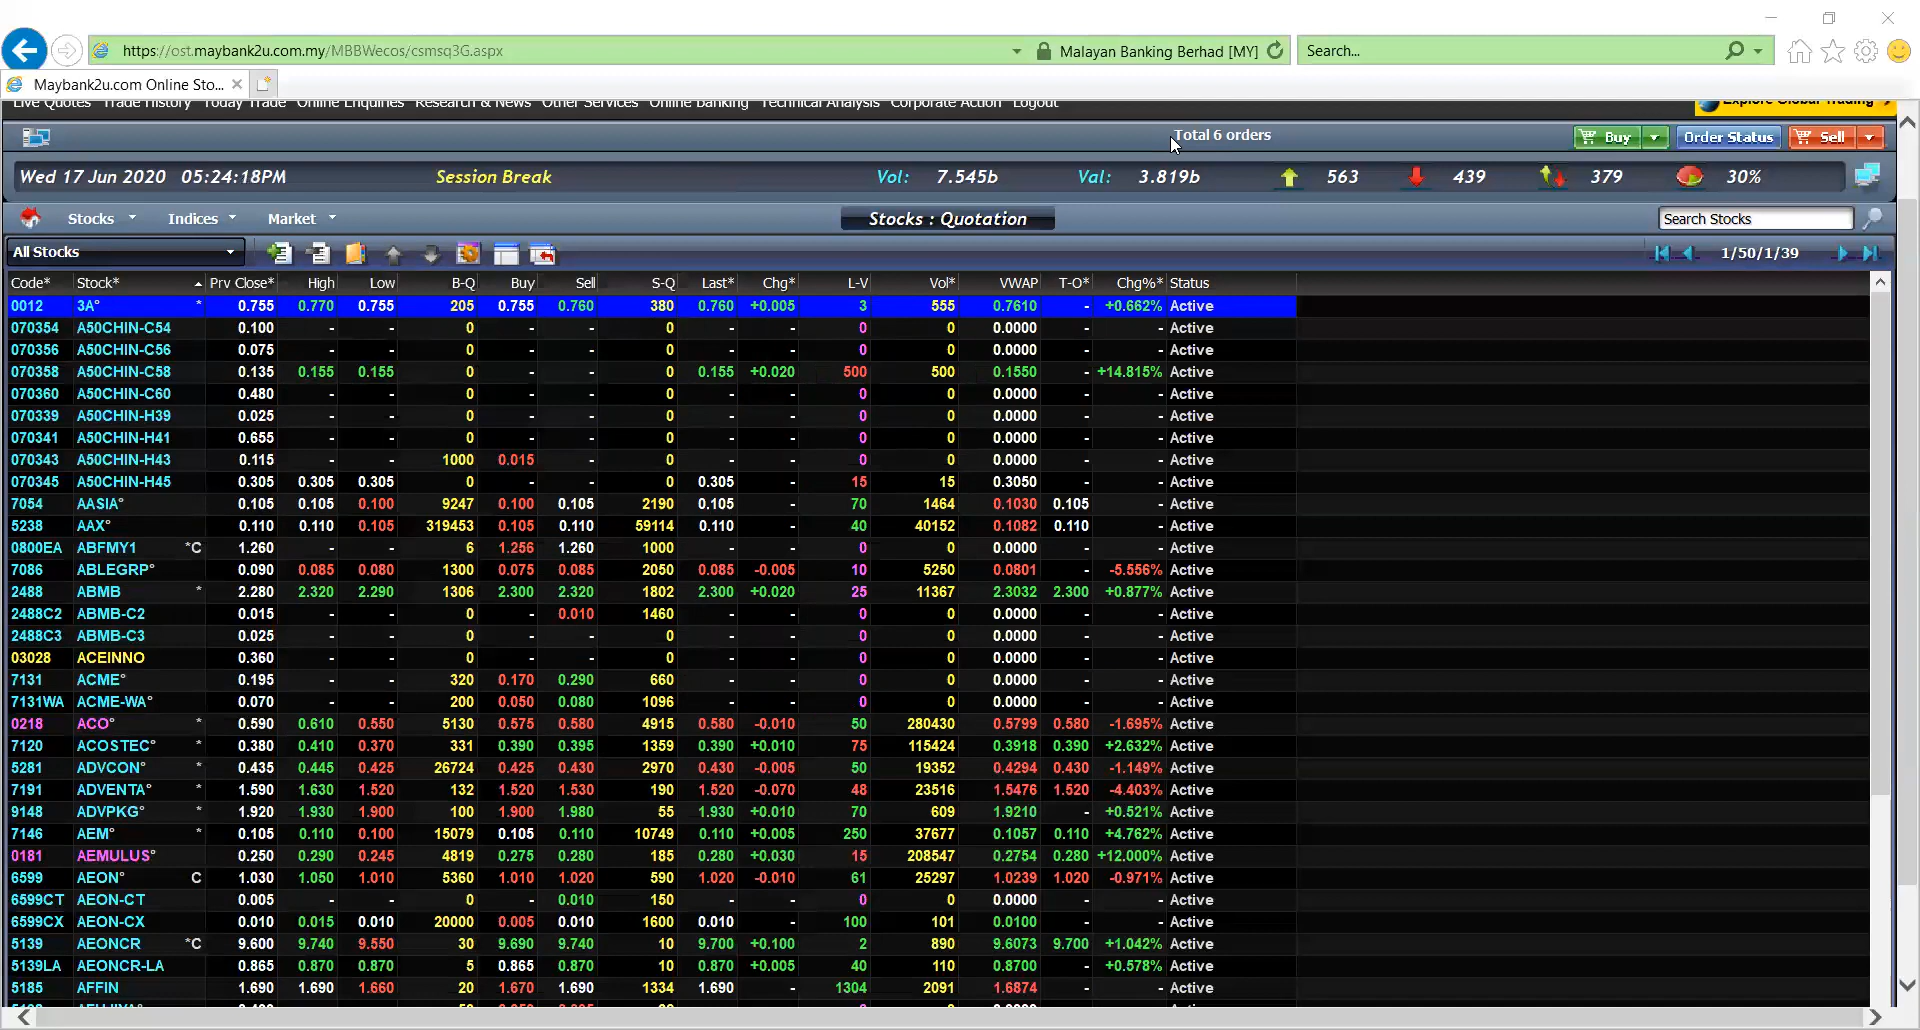 https://ost.maybank2u.com.my/MBBWecos/csmsq3G.aspx Malayan Banking Berhad [MY] Search...
Maybank2u.com Online Sto...
Live Quotes Trade History Today Trade Online Enquiries Research & News Other Services Online Banking Technical Analysis Corporate Action Logout Explore Global Trading
Total 6 orders Buy Order Status Sell
Wed 17 Jun 2020 05:24:18PM Session Break Vol: 7.545b Val: 3.819b 563 439 379 30%
Stocks Indices Market Stocks : Quotation Search Stocks
All Stocks 1/50/1/39
Code* Stock* Prv Close* High Low B-Q Buy Sell S-Q Last* Chg* L-V Vol* VWAP T-O* Chg%* Status
0012 3A° * 0.755 0.770 0.755 205 0.755 0.760 380 0.760 +0.005 3 555 0.7610 - +0.662% Active
070354 A50CHIN-C54 0.100 - - 0 - - 0 - - 0 0 0.0000 - - Active
070356 A50CHIN-C56 0.075 - - 0 - - 0 - - 0 0 0.0000 - - Active
070358 A50CHIN-C58 0.135 0.155 0.155 0 - - 0 0.155 +0.020 500 500 0.1550 - +14.815% Active
070360 A50CHIN-C60 0.480 - - 0 - - 0 - - 0 0 0.0000 - - Active
070339 A50CHIN-H39 0.025 - - 0 - - 0 - - 0 0 0.0000 - - Active
070341 A50CHIN-H41 0.655 - - 0 - - 0 - - 0 0 0.0000 - - Active
070343 A50CHIN-H43 0.115 - - 1000 0.015 - 0 - - 0 0 0.0000 - - Active
070345 A50CHIN-H45 0.305 0.305 0.305 0 - - 0 0.305 - 15 15 0.3050 - - Active
7054 AASIA° 0.105 0.105 0.100 9247 0.100 0.105 2190 0.105 - 70 1464 0.1030 0.105 - Active
5238 AAX° 0.110 0.110 0.105 319453 0.105 0.110 59114 0.110 - 40 40152 0.1082 0.110 - Active
0800EA ABFMY1 *C 1.260 - - 6 1.256 1.260 1000 - - 0 0 0.0000 - - Active
7086 ABLEGRP° 0.090 0.085 0.080 1300 0.075 0.085 2050 0.085 -0.005 10 5250 0.0801 - -5.556% Active
2488 ABMB * 2.280 2.320 2.290 1306 2.300 2.320 1802 2.300 +0.020 25 11367 2.3032 2.300 +0.877% Active
2488C2 ABMB-C2 0.015 - - 0 - 0.010 1460 - - 0 0 0.0000 - - Active
2488C3 ABMB-C3 0.025 - - 0 - - 0 - - 0 0 0.0000 - - Active
03028 ACEINNO 0.360 - - 0 - - 0 - - 0 0 0.0000 - - Active
7131 ACME° 0.195 - - 320 0.170 0.290 660 - - 0 0 0.0000 - - Active
7131WA ACME-WA° 0.070 - - 200 0.050 0.080 1096 - - 0 0 0.0000 - - Active
0218 ACO° * 0.590 0.610 0.550 5130 0.575 0.580 4915 0.580 -0.010 50 280430 0.5799 0.580 -1.695% Active
7120 ACOSTEC° * 0.380 0.410 0.370 331 0.390 0.395 1359 0.390 +0.010 75 115424 0.3918 0.390 +2.632% Active
5281 ADVCON° * 0.435 0.445 0.425 26724 0.425 0.430 2970 0.430 -0.005 50 19352 0.4294 0.430 -1.149% Active
7191 ADVENTA° * 1.590 1.630 1.520 132 1.520 1.530 190 1.520 -0.070 48 23516 1.5476 1.520 -4.403% Active
9148 ADVPKG° * 1.920 1.930 1.900 100 1.900 1.980 55 1.930 +0.010 70 609 1.9210 - +0.521% Active
7146 AEM° * 0.105 0.110 0.100 15079 0.105 0.110 10749 0.110 +0.005 250 37677 0.1057 0.110 +4.762% Active
0181 AEMULUS° 0.250 0.290 0.245 4819 0.275 0.280 185 0.280 +0.030 15 208547 0.2754 0.280 +12.000% Active
6599 AEON° C 1.030 1.050 1.010 5360 1.010 1.020 590 1.020 -0.010 61 25297 1.0239 1.020 -0.971% Active
6599CT AEON-CT 0.005 - - 0 - 0.010 150 - - 0 0 0.0000 - - Active
6599CX AEON-CX 0.010 0.015 0.010 20000 0.005 0.010 1600 0.010 - 100 101 0.0100 - - Active
5139 AEONCR *C 9.600 9.740 9.550 30 9.690 9.740 10 9.700 +0.100 2 890 9.6073 9.700 +1.042% Active
5139LA AEONCR-LA 0.865 0.870 0.870 5 0.865 0.870 10 0.870 +0.005 40 110 0.8700 - +0.578% Active
5185 AFFIN 1.690 1.690 1.660 20 1.670 1.690 1334 1.690 - 1304 2091 1.6874 - - Active